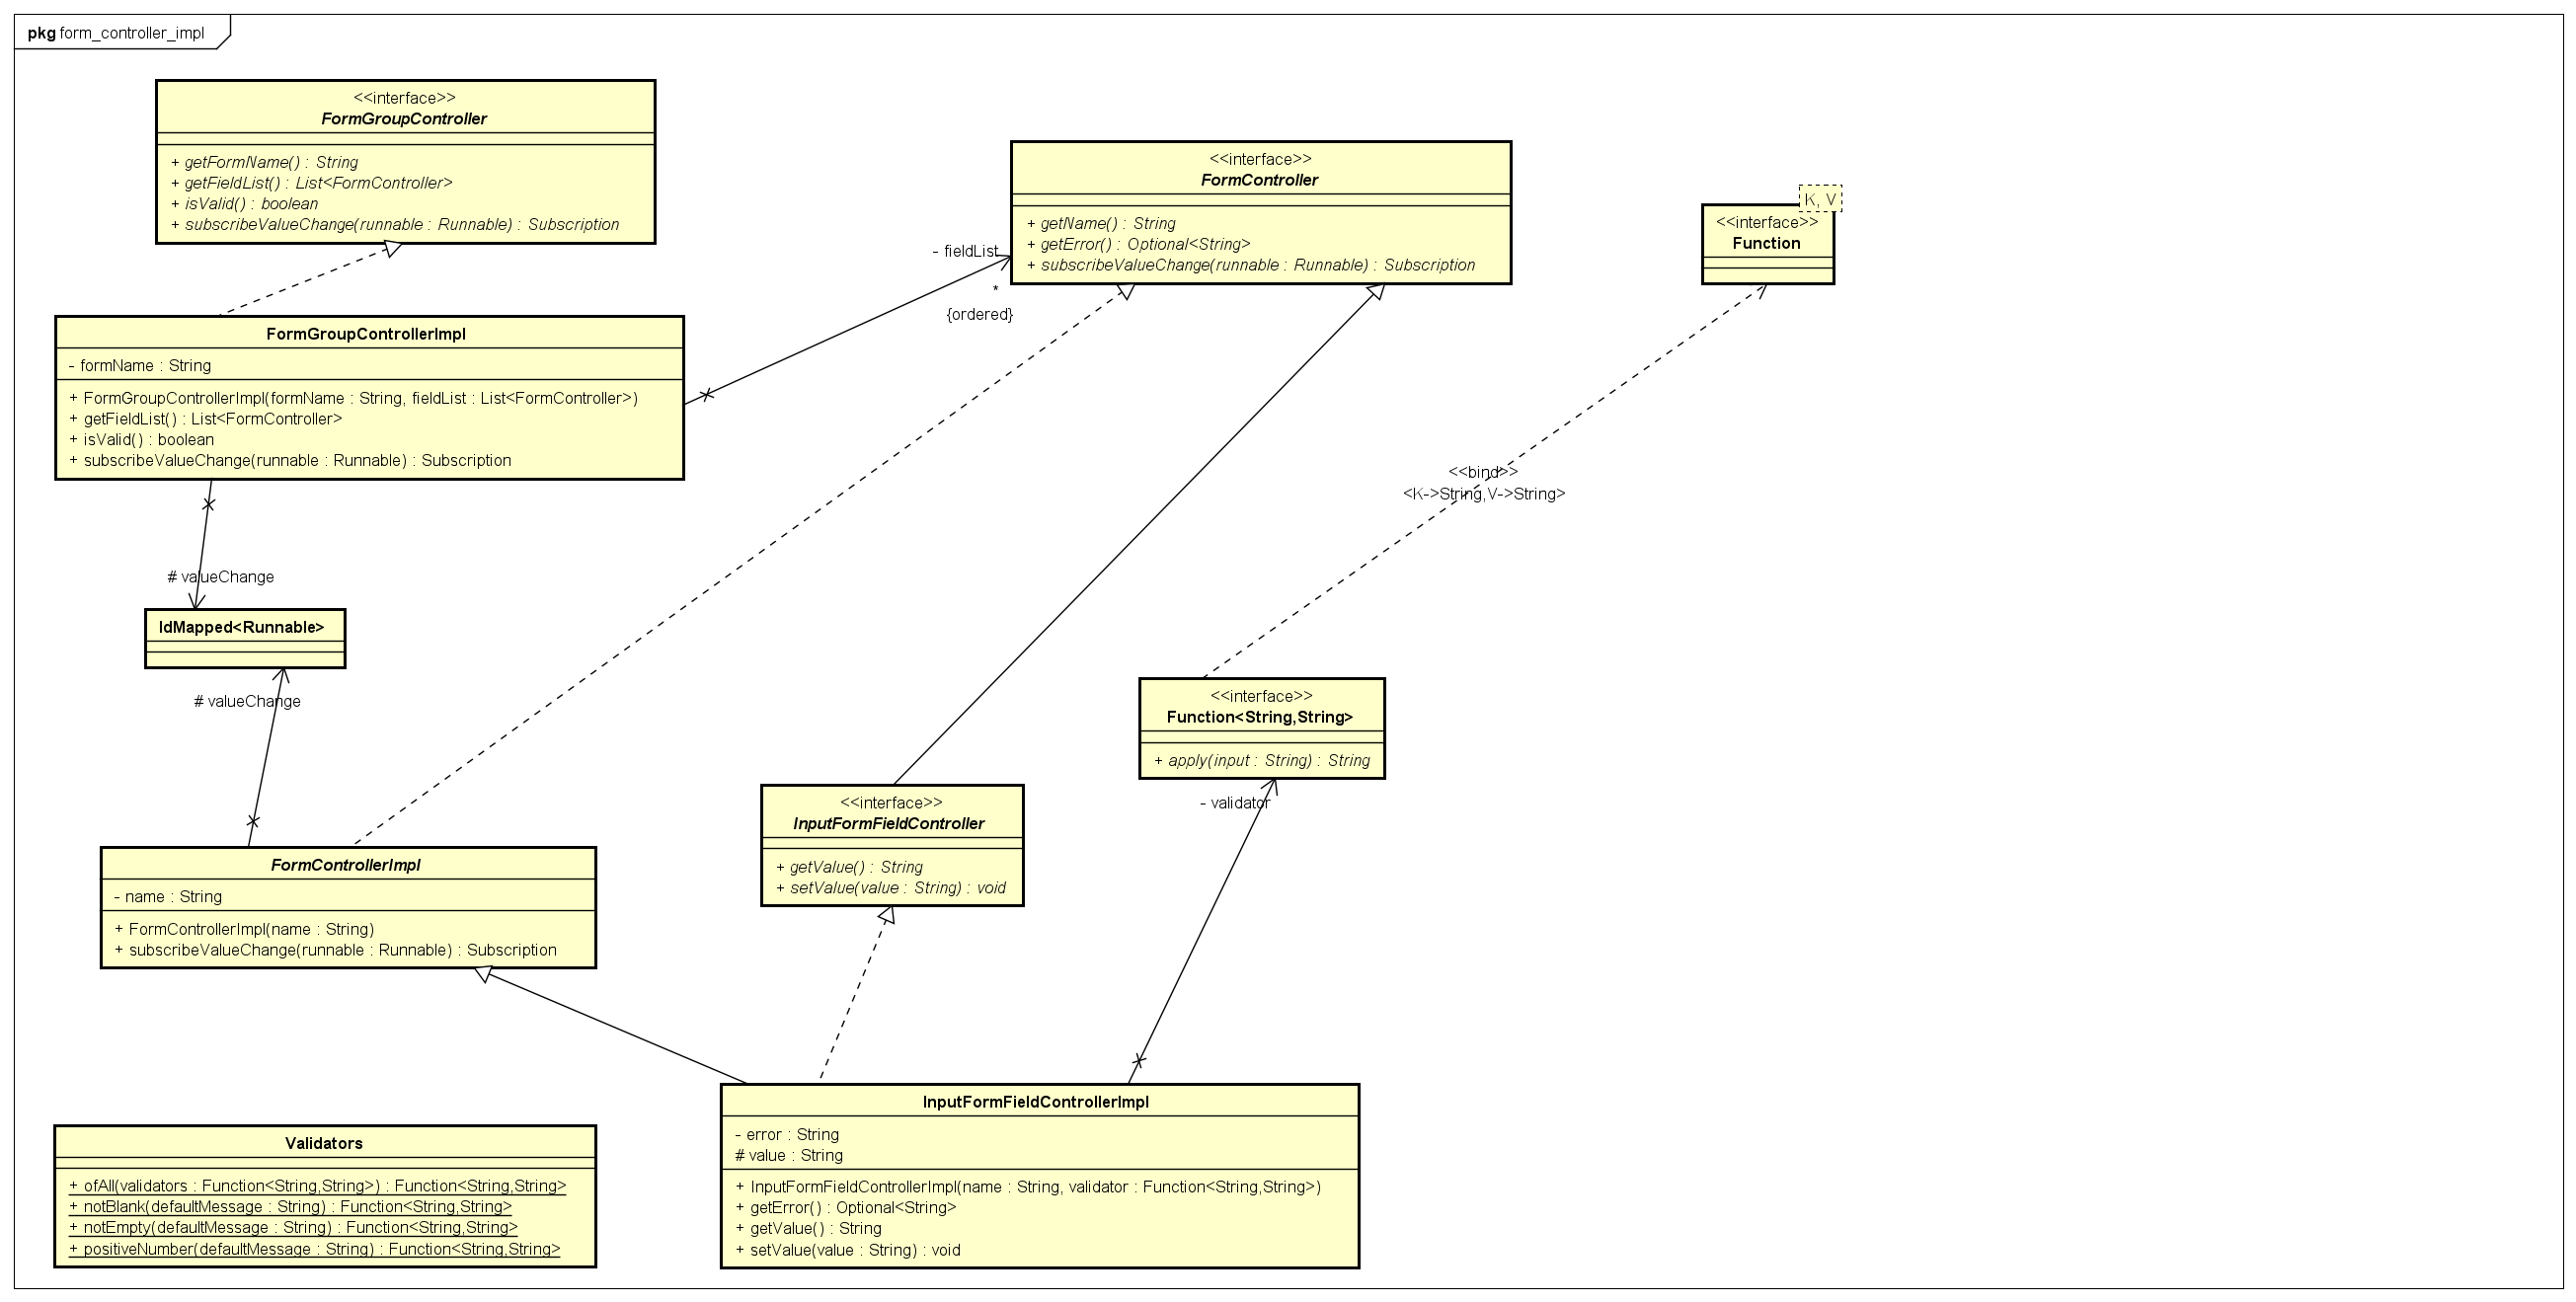 pkg form_controller_impl
<<interface>>
FormGroupController
+ getFormName() : String
+ getFieldList() : List<FormController>
+ isValid() : boolean
+ subscribeValueChange(runnable : Runnable) : Subscription
<<interface>>
FormController
+ getName() : String
+ getError() : Optional<String>
+ subscribeValueChange(runnable : Runnable) : Subscription
K, V
<<interface>>
Function
- fieldList
*
{ordered}
FormGroupControllerImpl
- formName : String
+ FormGroupControllerImpl(formName : String, fieldList : List<FormController>)
+ getFieldList() : List<FormController>
+ isValid() : boolean
+ subscribeValueChange(runnable : Runnable) : Subscription
<<bind>>
<K->String,V->String>
# valueChange
IdMapped<Runnable>
# valueChange
<<interface>>
Function<String,String>
+ apply(input : String) : String
- validator
<<interface>>
InputFormFieldController
+ getValue() : String
+ setValue(value : String) : void
FormControllerImpl
- name : String
+ FormControllerImpl(name : String)
+ subscribeValueChange(runnable : Runnable) : Subscription
InputFormFieldControllerImpl
- error : String
# value : String
+ InputFormFieldControllerImpl(name : String, validator : Function<String,String>)
+ getError() : Optional<String>
+ getValue() : String
+ setValue(value : String) : void
Validators
+ ofAll(validators : Function<String,String>) : Function<String,String>
+ notBlank(defaultMessage : String) : Function<String,String>
+ notEmpty(defaultMessage : String) : Function<String,String>
+ positiveNumber(defaultMessage : String) : Function<String,String>